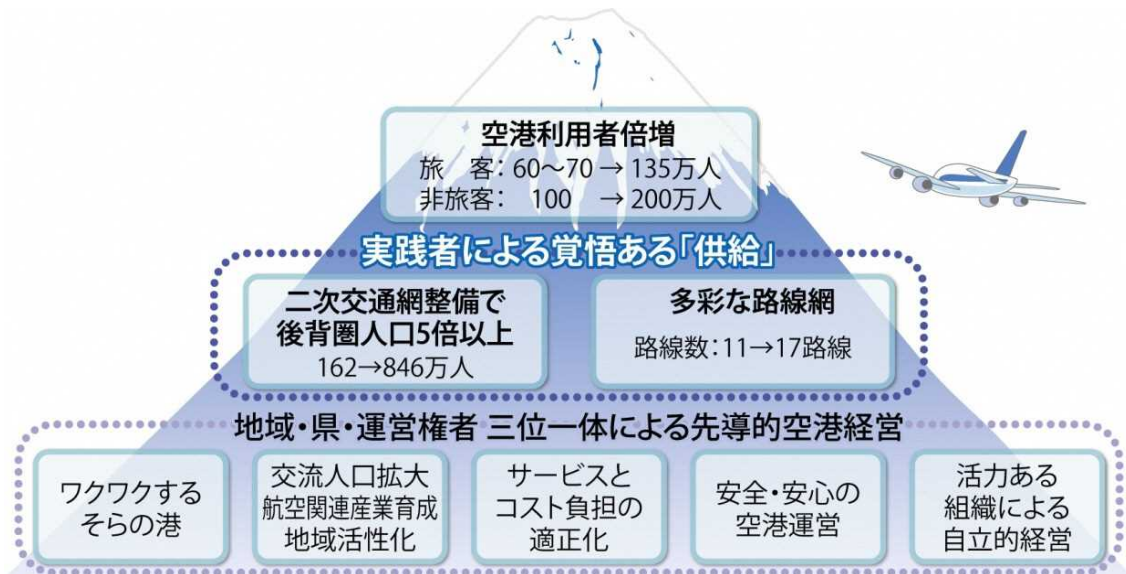 空港利用者倍増
旅　客：60～70 → 135万人
非旅客：　100　→ 200万人
実践者による覚悟ある「供給」
二次交通網整備で
後背圏人口5倍以上
162→846万人
多彩な路線網
路線数：11→17路線
地域・県・運営権者 三位一体による先導的空港経営
ワクワクする
そらの港
交流人口拡大
航空関連産業育成
地域活性化
サービスと
コスト負担の
適正化
安全・安心の
空港運営
活力ある
組織による
自立的経営